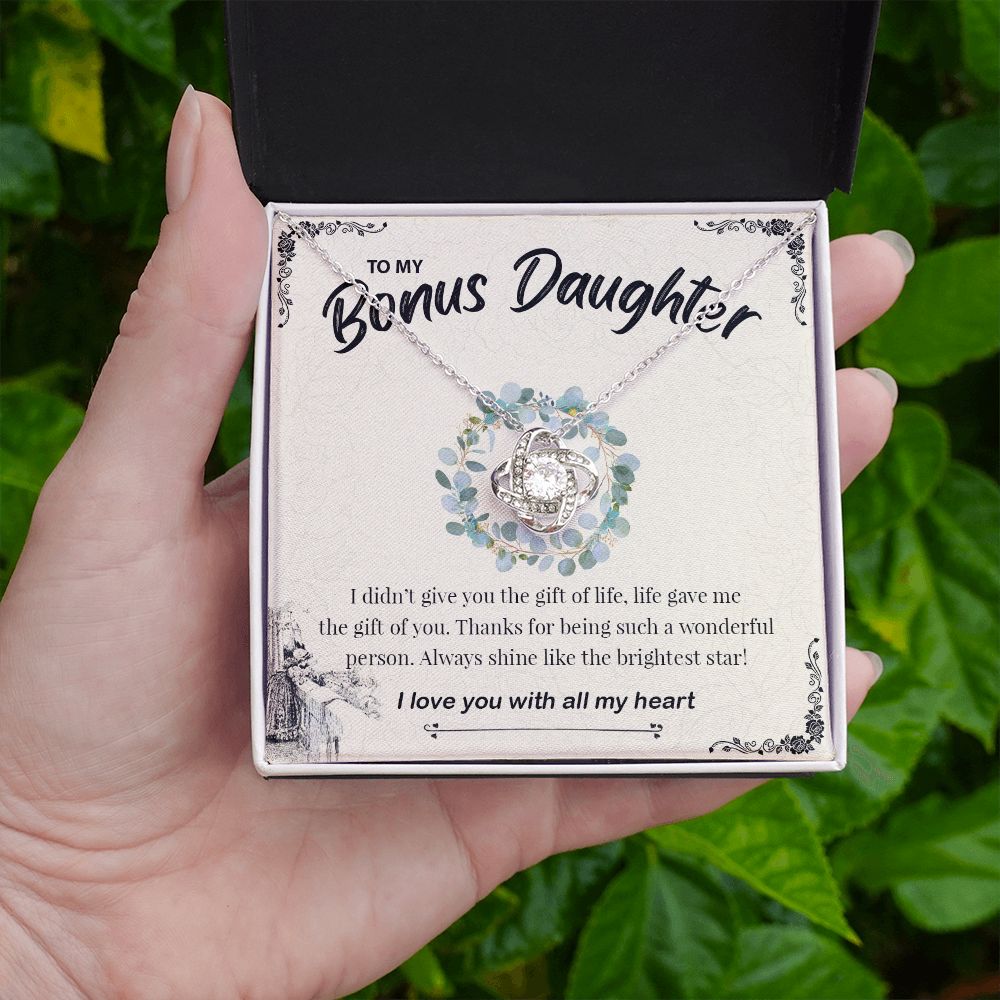 TO MY
Bonus Daughter
I didn’t give you the gift of life, life gave me
the gift of you. Thanks for being such a wonderful
person. Always shine like the brightest star!
I love you with all my heart